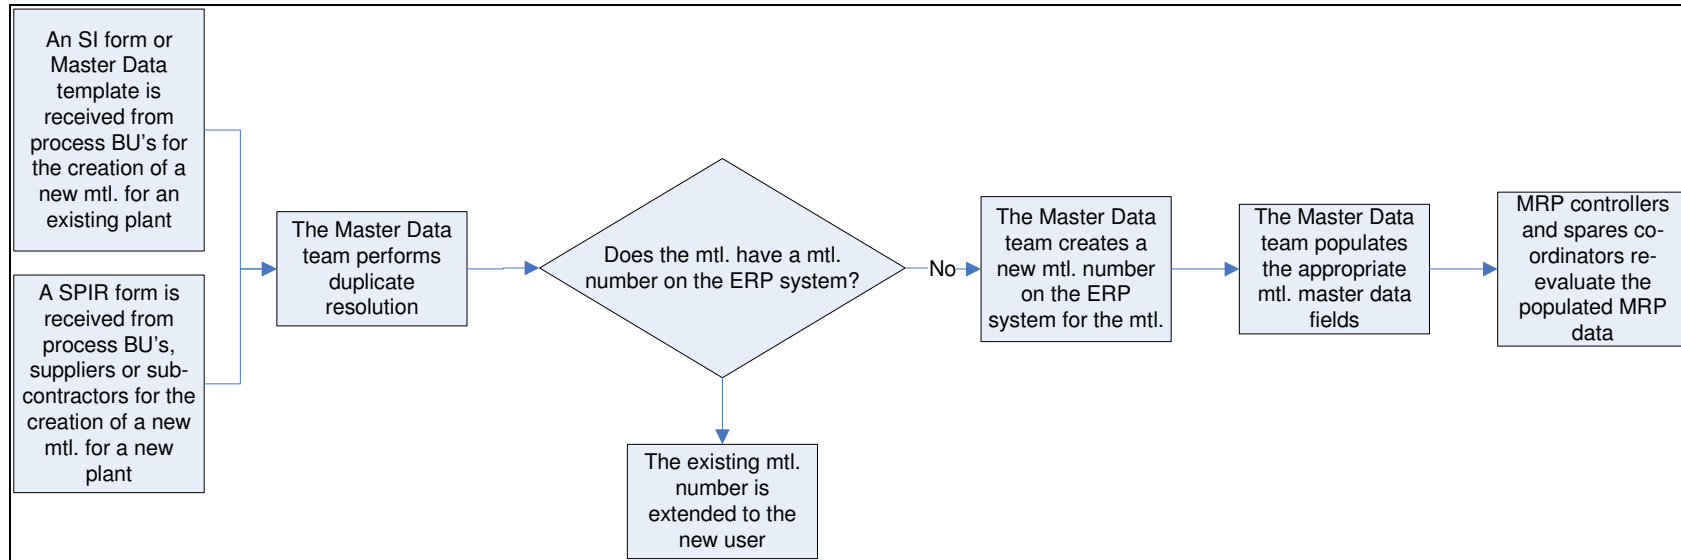 An SI form or
Master Data
template is
received from
process BU's for
the creation of a
new mtl. for an
existing plant
A SPIR form is
received from
process BU's,
suppliers or sub-
contractors for the
creation of a new
mtl. for a new
plant
The Master Data
team performs
duplicate
resolution
Does the mtl. have a mtl.
number on the ERP system?
No
The existing mtl.
number is
extended to the
new user
The Master Data
team creates a
new mtl. number
on the ERP
system for the mtl.
The Master Data
team populates
the appropriate
mtl. master data
fields
MRP controllers
and spares co-
ordinators re-
evaluate the
populated MRP
data